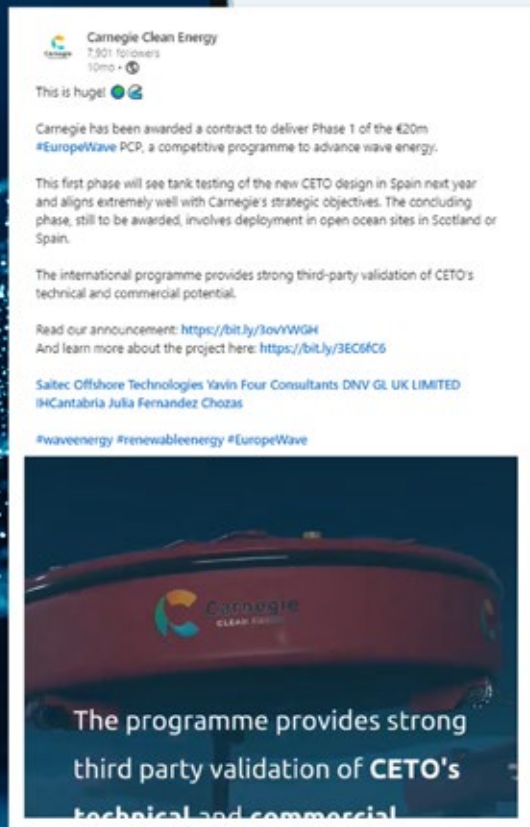 Carnegie Clean Energy
7,901 followers
10mo •
This is huge!
Carnegie has been awarded a contract to deliver Phase 1 of the €20m
#EuropeWave PCP, a competitive programme to advance wave energy.
This first phase will see tank testing of the new CETO design in Spain next year
and aligns extremely well with Carnegie's strategic objectives. The concluding
phase, still to be awarded, involves deployment in open ocean sites in Scotland or
Spain.
The international programme provides strong third-party validation of CETO's
technical and commercial potential.
Read our announcement: https://bit.ly/3ovYWGH
And learn more about the project here: https://bit.ly/3EC6fC6
Saitec Offshore Technologies Yavin Four Consultants DNV GL UK LIMITED
IHCantabria Julia Fernandez Chozas
#waveenergy #renewableenergy #EuropeWave
Carnegie
CLEAN ENERGY
The programme provides strong
third party validation of CETO's
technical and commercial